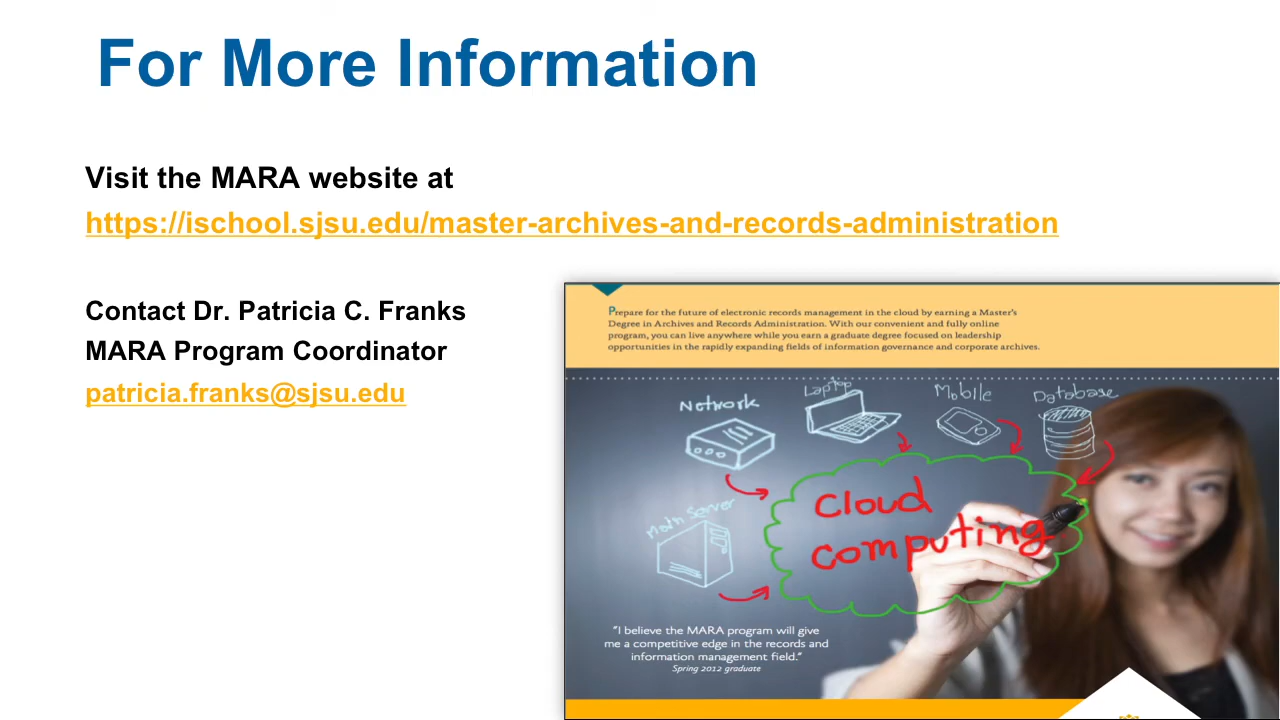 For More Information
Visit the MARA website at
https://ischool.sjsu.edu/master-archives-and-records-administration
Contact Dr. Patricia C. Franks
MARA Program Coordinator
patricia.franks@sjsu.edu
Prepare for the future of electronic records management in the cloud by earning a Master's
Degree in Archives and Records Administration. With our convenient and fully online
program, you can live anywhere while you earn a graduate degree focused on leadership
opportunities in the rapidly expanding fields of information governance and corporate archives.
Network
Laptop
Mobile
Database
Cloud
Computing
Main Server
"I believe the MARA program will give
me a competitive edge in the records and
information management field."
Spring 2012 graduate